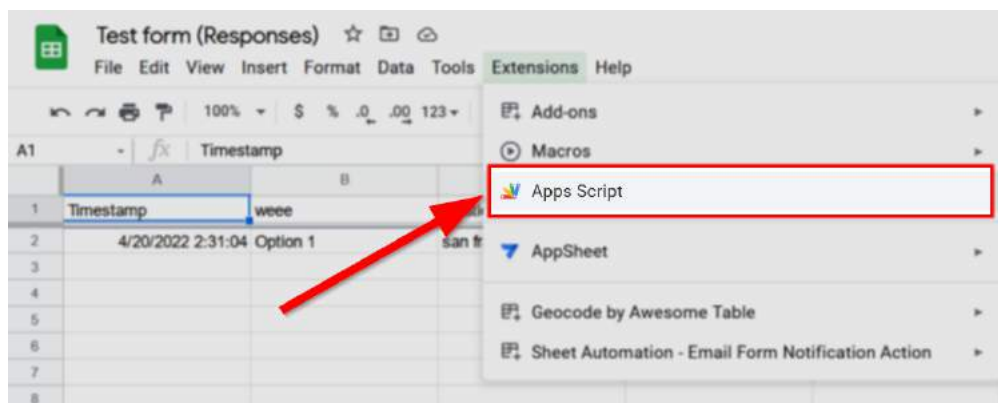 Test form (Responses)
File Edit View Insert Format Data Tools Extensions Help
100% $ % .0 .00 123
Add-ons
Macros
Apps Script
AppSheet
Geocode by Awesome Table
Sheet Automation - Email Form Notification Action
A1 fx Timestamp
A B
1 Timestamp weee
2 4/20/2022 2:31:04 Option 1 san fr
3
4
5
6
7
8